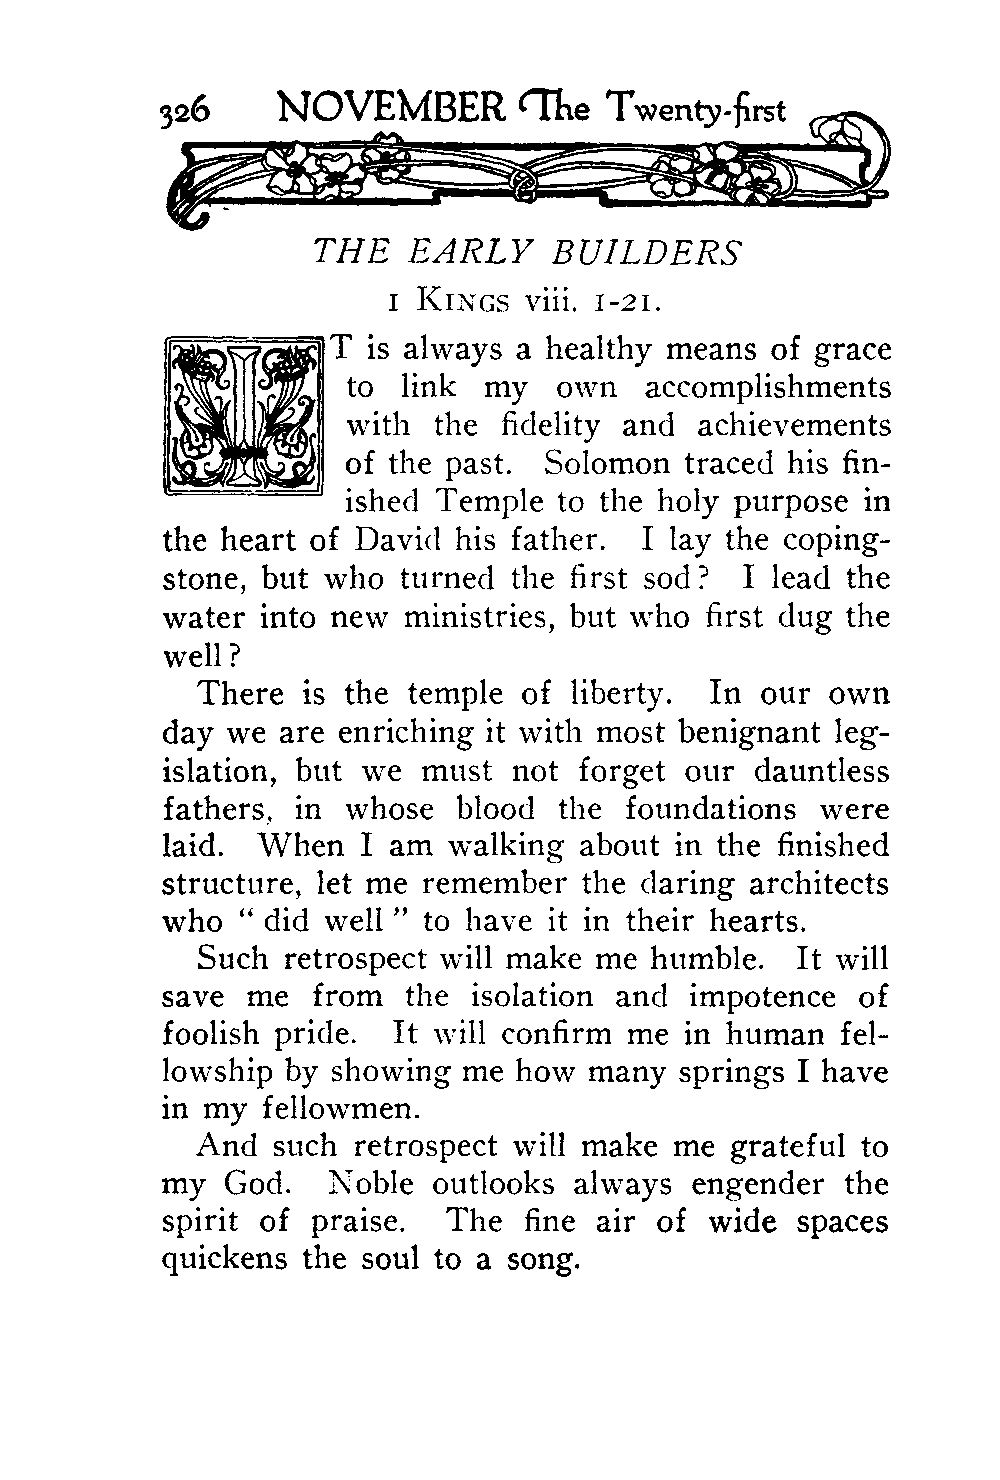 326 NOVEMBER The Twenty-first
THE EARLY BUILDERS
1 KINGS viii. 1-21.
IT is always a healthy means of grace
to link my own accomplishments
with the fidelity and achievements
of the past. Solomon traced his fin-
ished Temple to the holy purpose in
the heart of David his father. I lay the coping-
stone, but who turned the first sod? I lead the
water into new ministries, but who first dug the
well?
There is the temple of liberty. In our own
day we are enriching it with most benignant leg-
islation, but we must not forget our dauntless
fathers, in whose blood the foundations were
laid. When I am walking about in the finished
structure, let me remember the daring architects
who “ did well ” to have it in their hearts.
Such retrospect will make me humble. It will
save me from the isolation and impotence of
foolish pride. It will confirm me in human fel-
lowship by showing me how many springs I have
in my fellowmen.
And such retrospect will make me grateful to
my God. Noble outlooks always engender the
spirit of praise. The fine air of wide spaces
quickens the soul to a song.